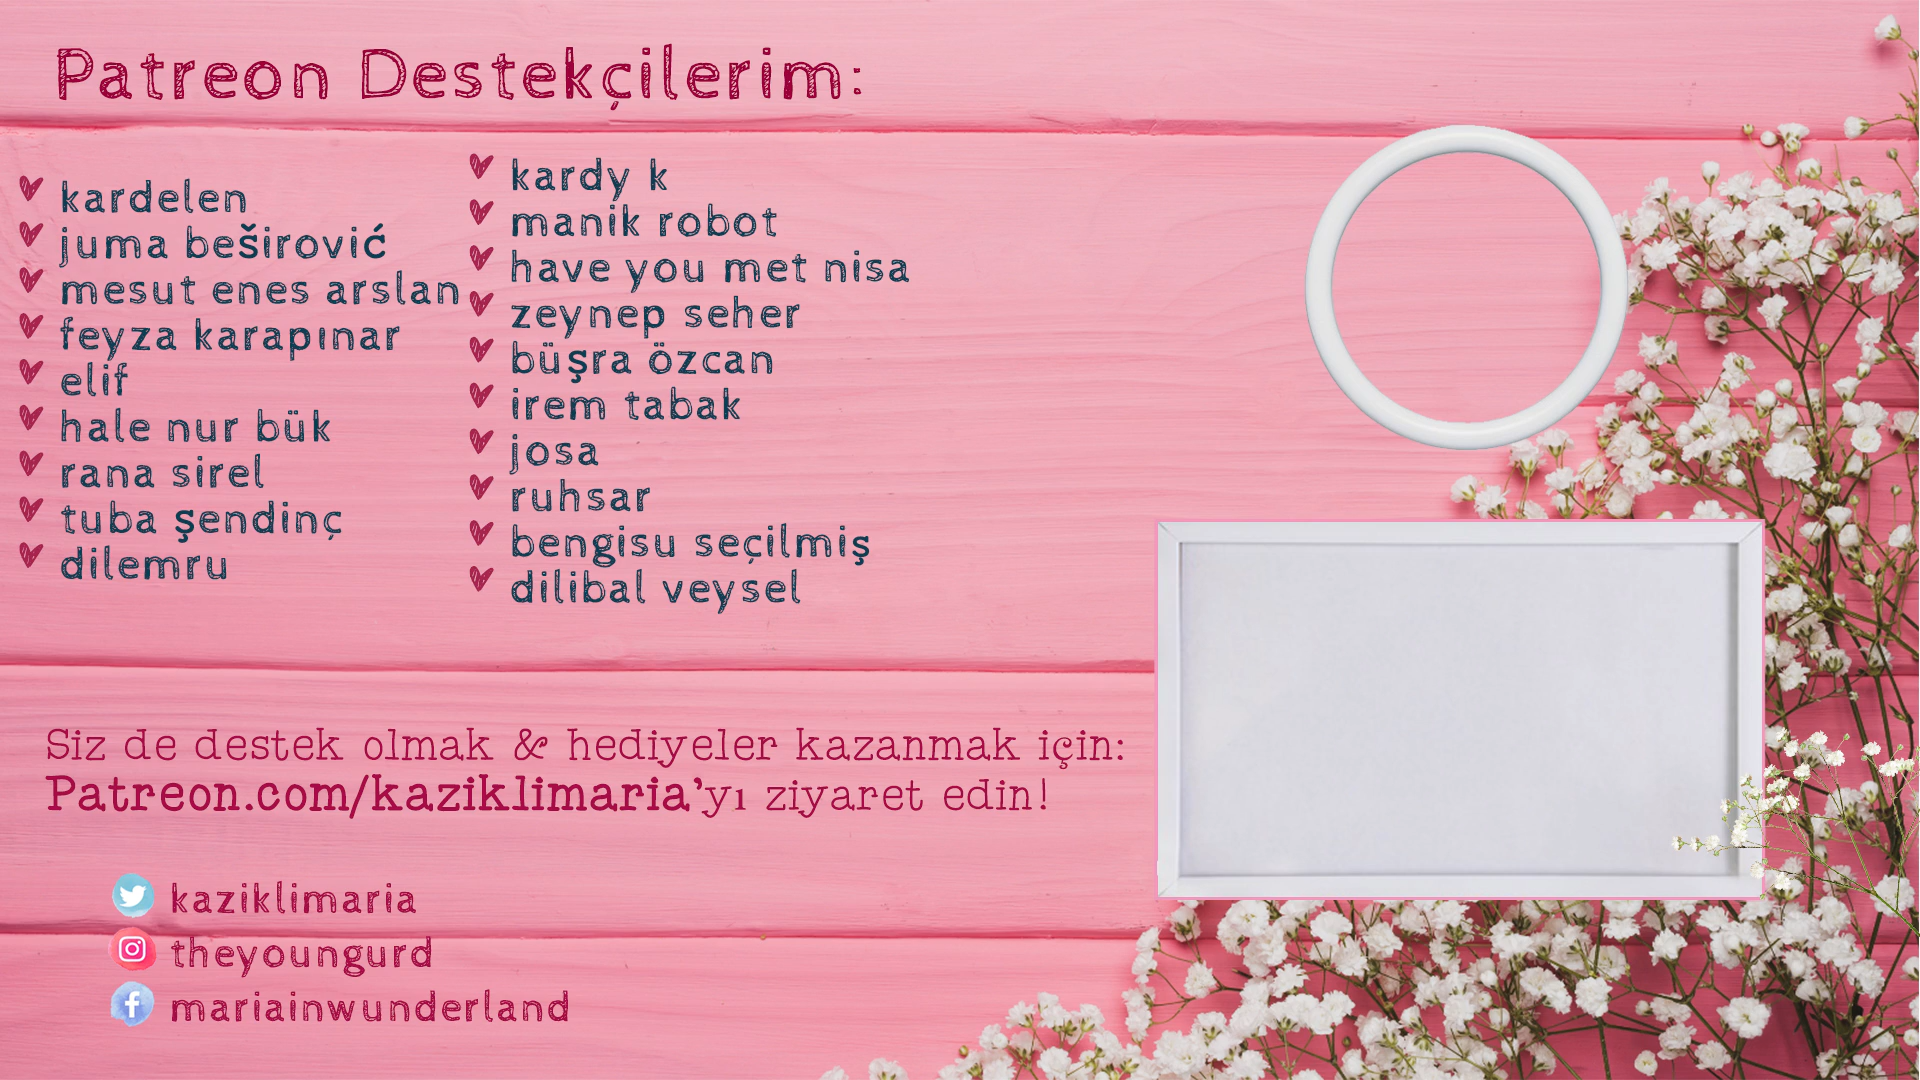 Patreon Destekçilerim:
kardelen
juma beširović
mesut enes arslan
feyza karapınar
elif
hale nur bük
rana sirel
tuba şendinç
dilemru
kardy k
manik robot
have you met nisa
zeynep seher
büşra özcan
irem tabak
josa
ruhsar
bengisu seçilmiş
dilibal veysel
Siz de destek olmak & hediyeler kazanmak için:
Patreon.com/kaziklimaria'yı ziyaret edin!
kaziklimaria
theyoungurd
mariainwunderland